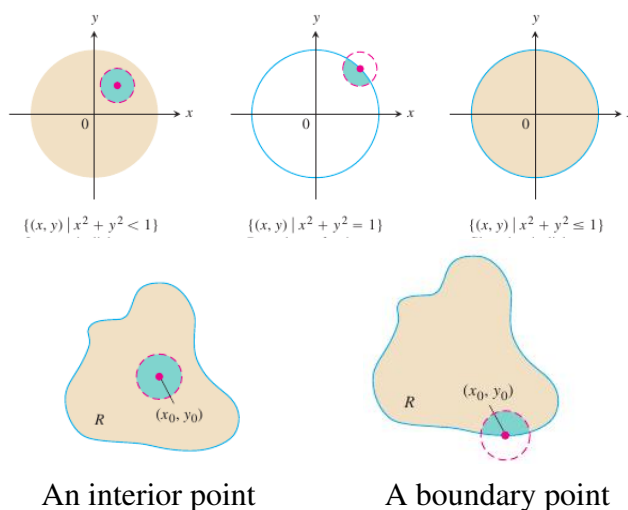 y
y
y
0
x
0
x
0
{(x, y) | x² + y² < 1}
{(x, y) | x² + y² = 1}
{(x, y) | x² + y² ≤ 1}
R
(x₀, y₀)
R
(x₀, y₀)
An interior point
A boundary point